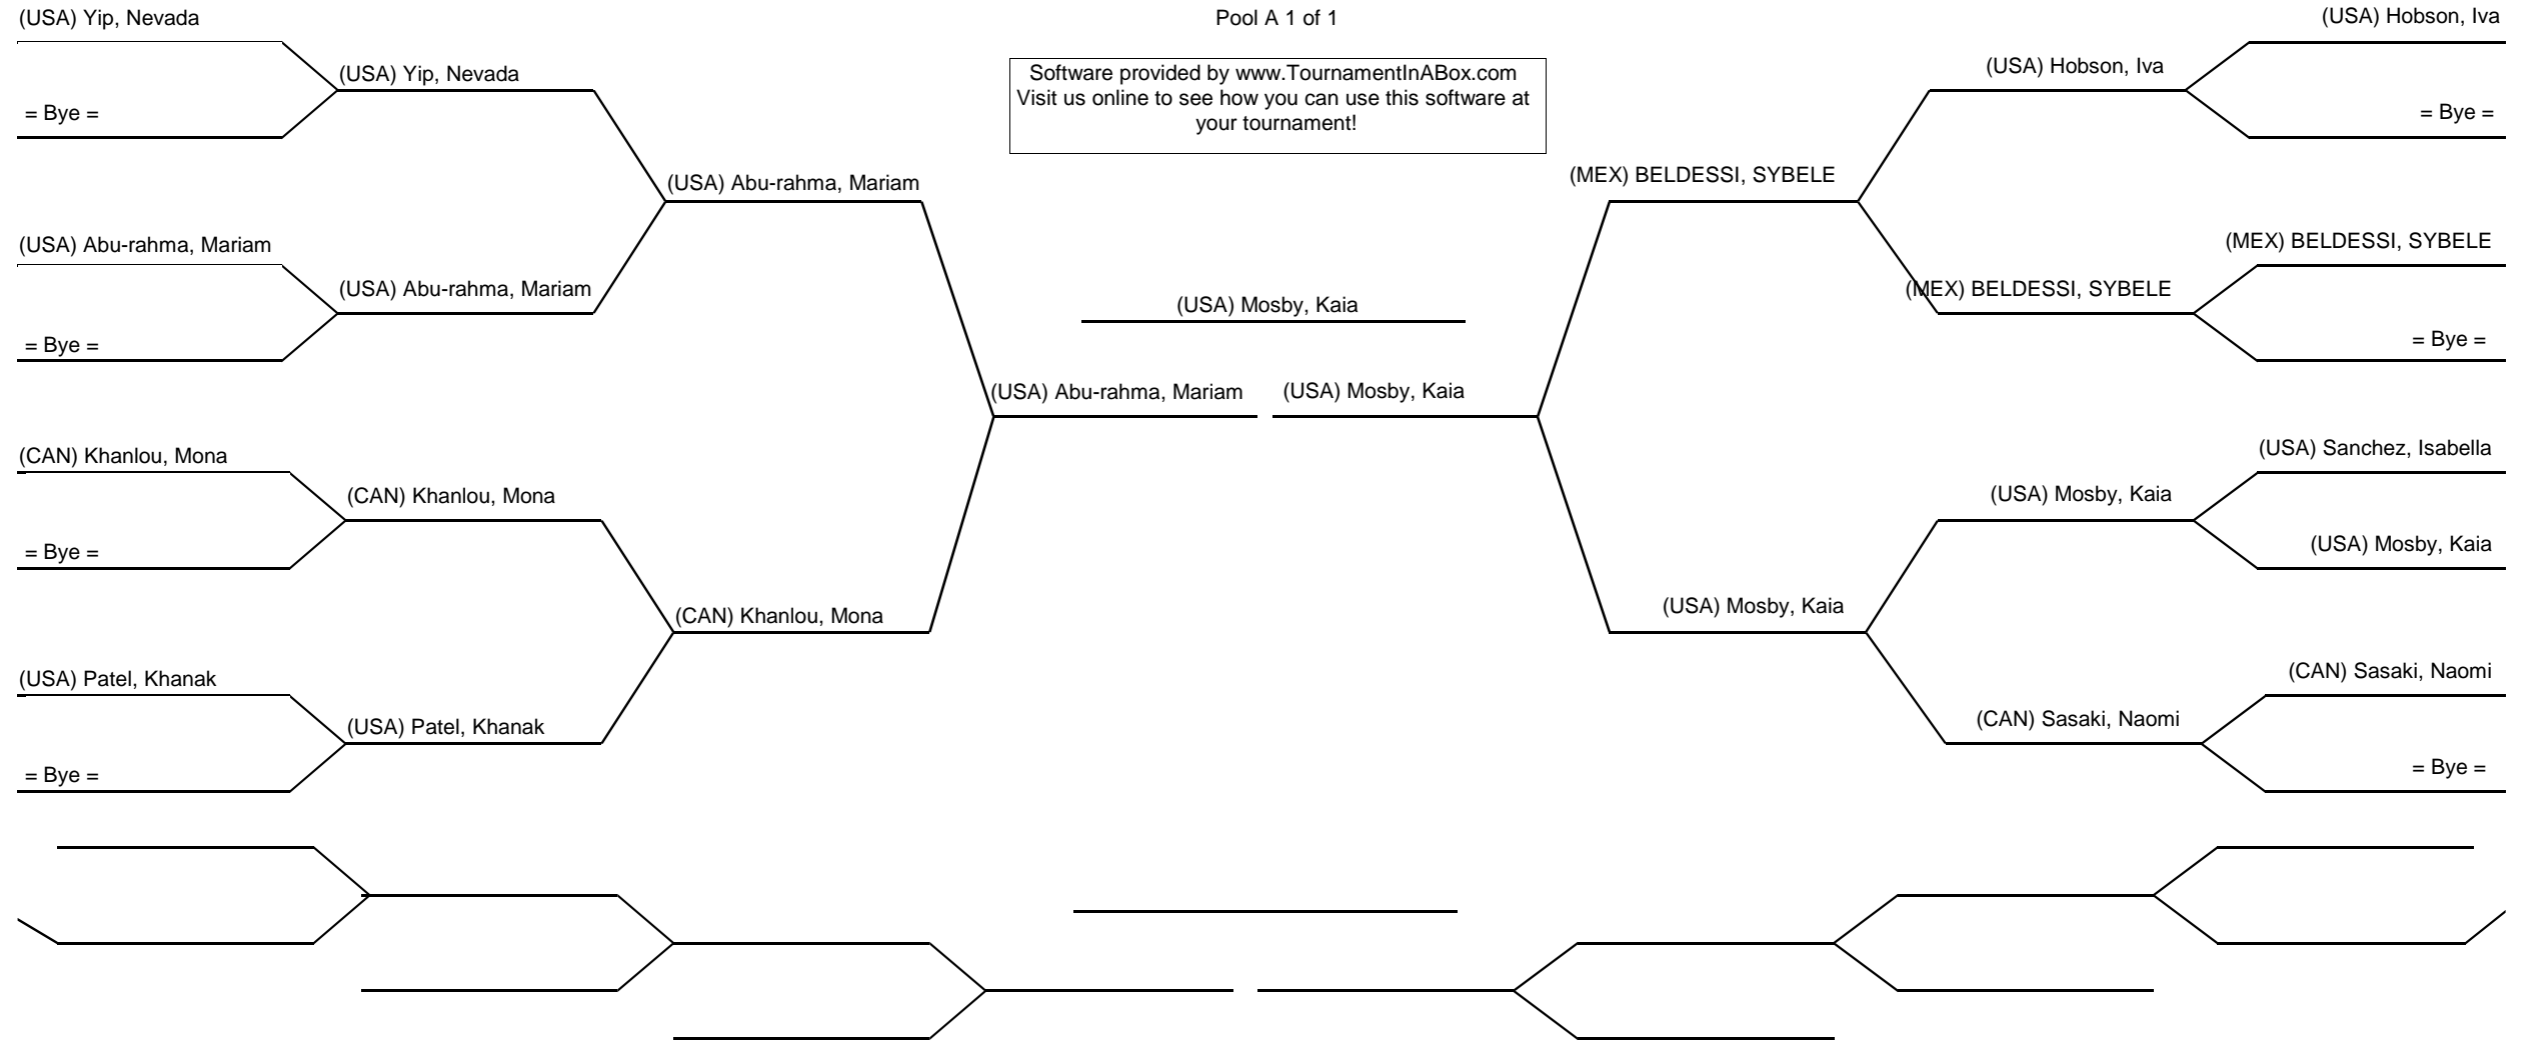 (USA) Yip, Nevada
= Bye =
(USA) Abu-rahma, Mariam
= Bye =
(CAN) Khanlou, Mona
= Bye =
(USA) Patel, Khanak
= Bye =
(USA) Yip, Nevada
(USA) Abu-rahma, Mariam
(CAN) Khanlou, Mona
(USA) Patel, Khanak
(USA) Abu-rahma, Mariam
(CAN) Khanlou, Mona
(USA) Abu-rahma, Mariam
Pool A 1 of 1
Software provided by www.TournamentInABox.com
Visit us online to see how you can use this software at
your tournament!
(USA) Mosby, Kaia
(USA) Mosby, Kaia
(MEX) BELDESSI, SYBELE
(USA) Mosby, Kaia
(USA) Hobson, Iva
(MEX) BELDESSI, SYBELE
(USA) Mosby, Kaia
(CAN) Sasaki, Naomi
(USA) Hobson, Iva
= Bye =
(MEX) BELDESSI, SYBELE
= Bye =
(USA) Sanchez, Isabella
(USA) Mosby, Kaia
(CAN) Sasaki, Naomi
= Bye =